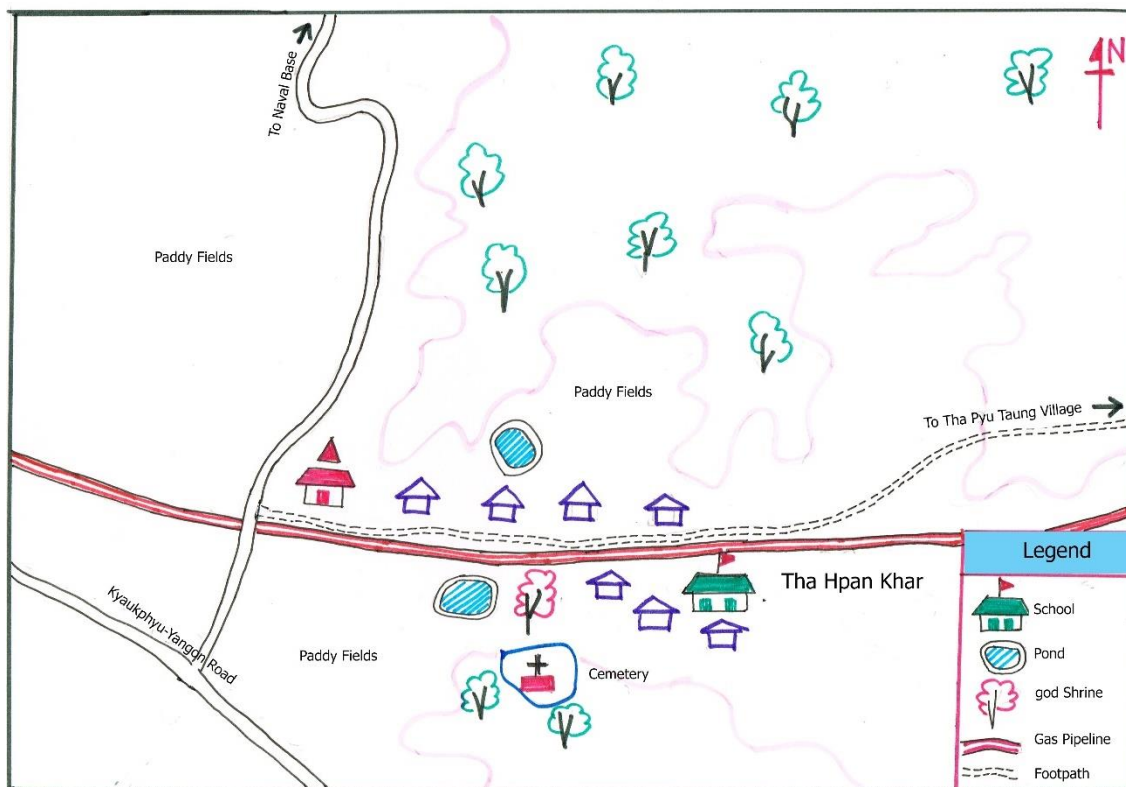 To Naval Base
N
Paddy Fields
Paddy Fields
To Tha Pyu Taung Village
Kyaukphyu-Yangon Road
Tha Hpan Khar
Paddy Fields
Cemetery
Legend
School
Pond
god Shrine
Gas Pipeline
Footpath